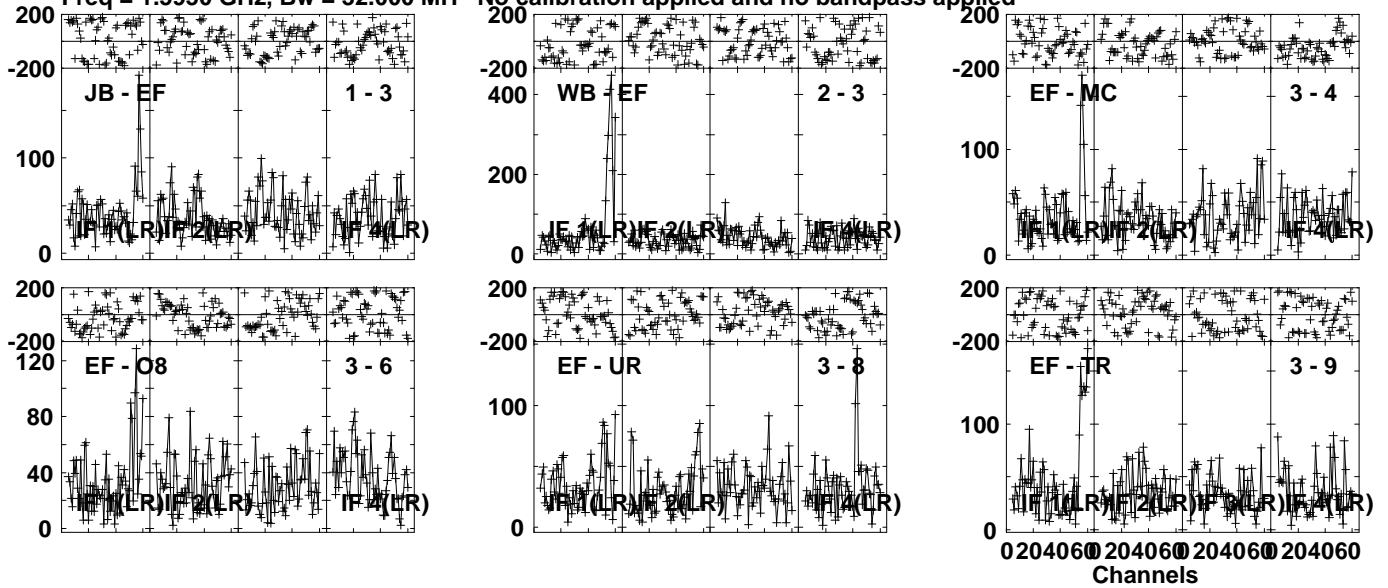 Freq = 1.5950 GHz, Bw = 32.000 MH No calibration applied and no bandpass applied
200
-200
JB - EF 1 - 3
100
0
IF 1(LR) IF 2(LR) IF 4(LR)
200
-200
WB - EF 2 - 3
400
200
0
IF 1(LR) IF 2(LR) IF 4(LR)
200
-200
EF - MC 3 - 4
100
0
IF 1(LR) IF 2(LR) IF 4(LR)
200
-200
EF - O8 3 - 6
120
80
40
0
IF 1(LR) IF 2(LR) IF 4(LR)
200
-200
EF - UR 3 - 8
100
0
IF 1(LR) IF 2(LR) IF 4(LR)
200
-200
EF - TR 3 - 9
100
0
IF 1(LR) IF 2(LR) IF 3(LR) IF 4(LR)
0 20 40 60 0 20 40 60 0 20 40 60 0 20 40 60
Channels